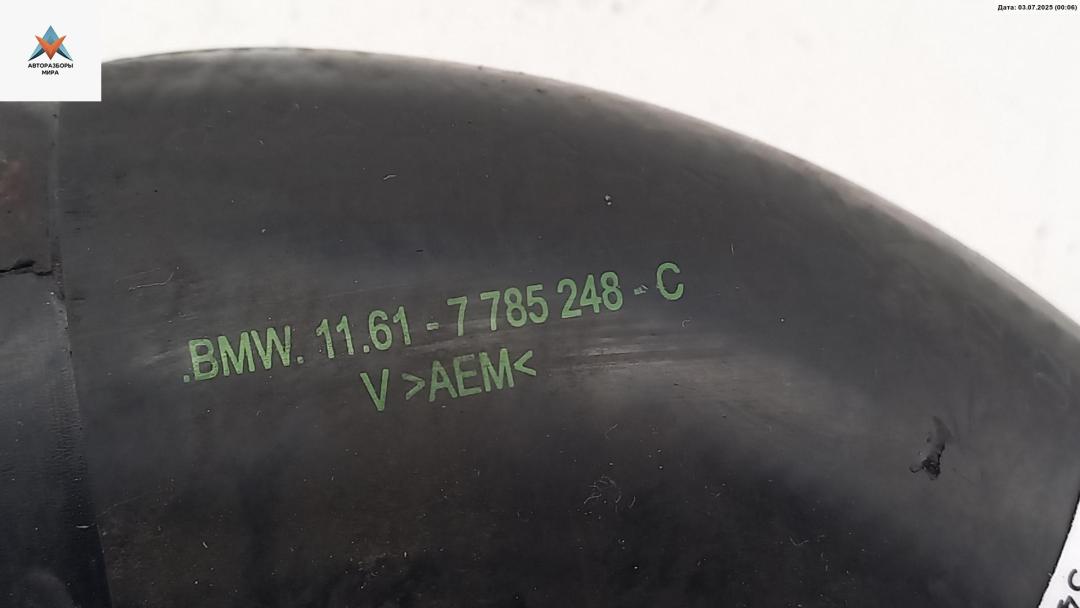 Дата: 03.07.2025 (00:06)
АВТОРАЗБОРЫ
МИРА
.BMW. 11.61 - 7 785 248 - C
V >AEM<